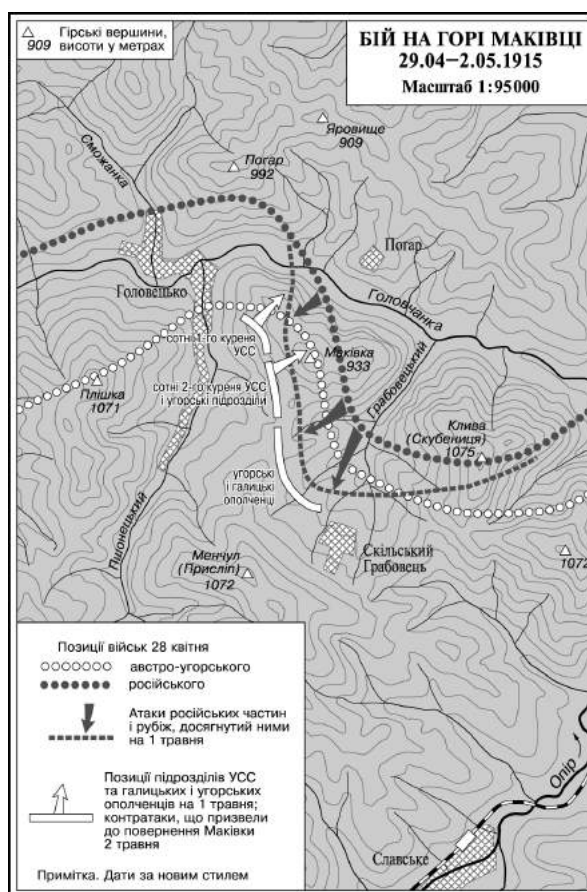 909 Гірські вершини,
висоти у метрах
БІЙ НА ГОРІ МАКІВЦІ
29.04–2.05.1915
Масштаб 1:95000
Яровище
909
Сможанка
Погар
992
Погар
Головецько
Головчанка
сотні 1-го куреня
УСС
Маківка
933
сотні 2-го куреня УСС
і угорські підрозділи
Грабовецький
Плішка
1071
Клива
(Скубениця)
1075
угорські
і галицькі
ополченці
Пшонецький
Скільський
Грабовець
Менчул
(Присліп)
1072
1072
Позиції військ 28 квітня
австро-угорського
російського
Атаки російських частин
і рубіж, досягнутий ними
на 1 травня
Позиції підрозділів УСС
та галицьких і угорських
ополченців на 1 травня;
контратаки, що призвели
до повернення Маківки
2 травня
Примітка. Дати за новим стилем
Опір
Славське